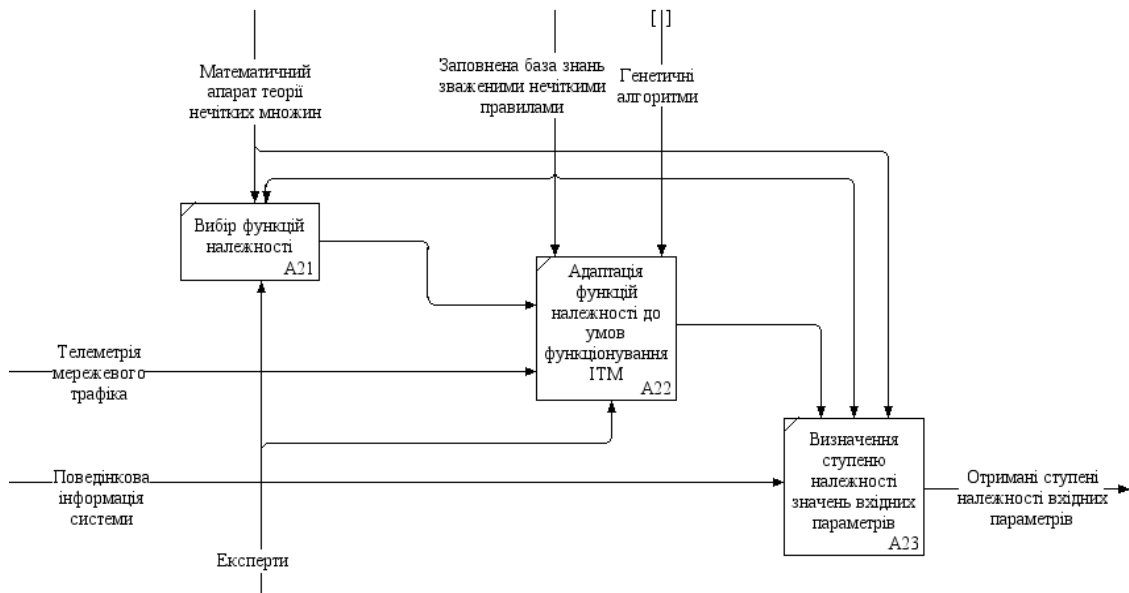 [ ]
Математичний
апарат теорії
нечітких множин
Заповнена база знань
зваженими нечіткими
правилами
Генетичні
алгоритми
Вибір функцій
належності
A21
Адаптація
функцій
належності до
умов
функціонування
ІТМ
A22
Телеметрія
мережевого
трафіка
Визначення
ступеню
належності
значень вхідних
параметрів
A23
Поведінкова
інформація
системи
Отримані ступені
належності вхідних
параметрів
Експерти